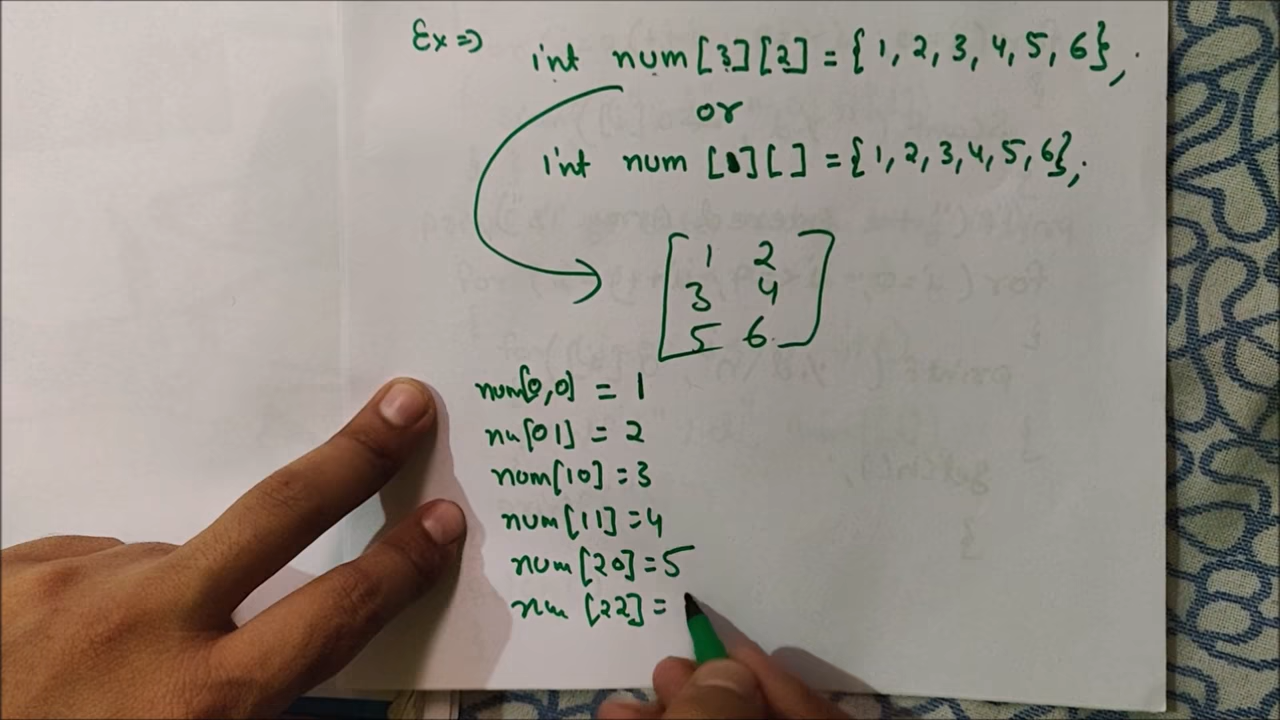 Ex => int num[3][2] = {1, 2, 3, 4, 5, 6};
or
int num [][] = {1, 2, 3, 4, 5, 6};
1 2
3 4
5 6
num[0,0] = 1
nu[01] = 2
num[10] = 3
num[11] = 4
num[20] = 5
num [22] =